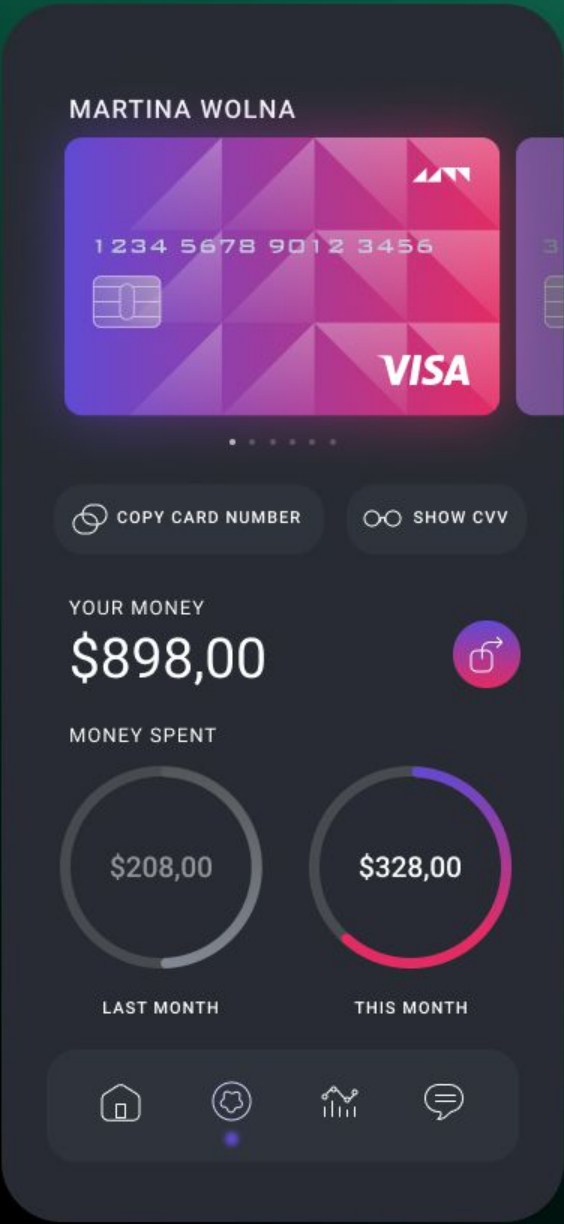 MARTINA WOLNA
1234 5678 9012 3456
3
VISA
COPY CARD NUMBER
SHOW CVV
YOUR MONEY
$898,00
MONEY SPENT
$208,00
$328,00
LAST MONTH
THIS MONTH